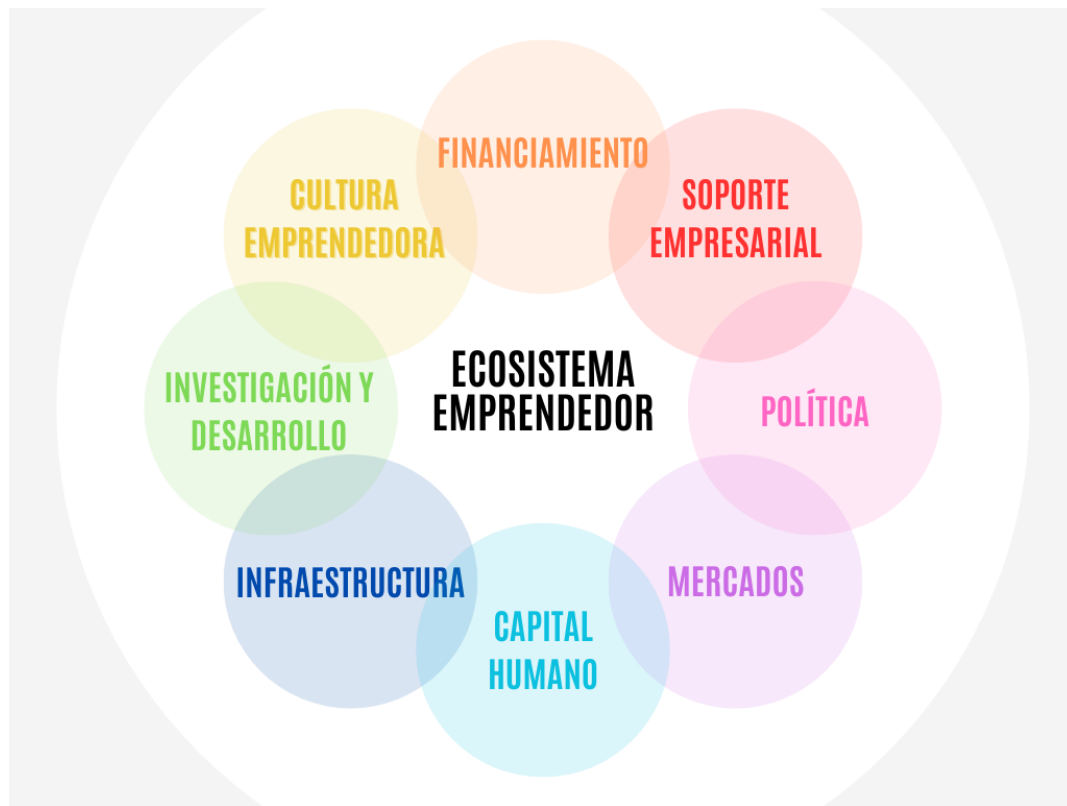 FINANCIAMIENTO
CULTURA
EMPRENDEDORA
SOPORTE
EMPRESARIAL
ECOSISTEMA
EMPRENDEDOR
INVESTIGACIÓN Y
DESARROLLO
POLÍTICA
INFRAESTRUCTURA
MERCADOS
CAPITAL
HUMANO